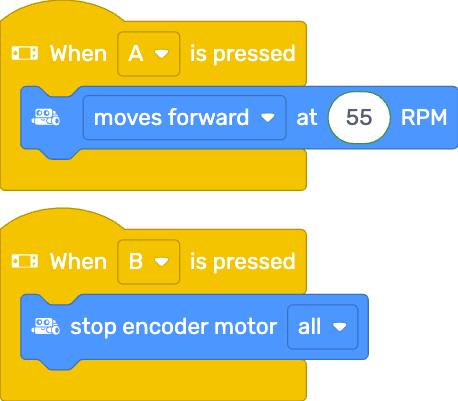 When A is pressed
moves forward at 55 RPM
When B is pressed
stop encoder motor all